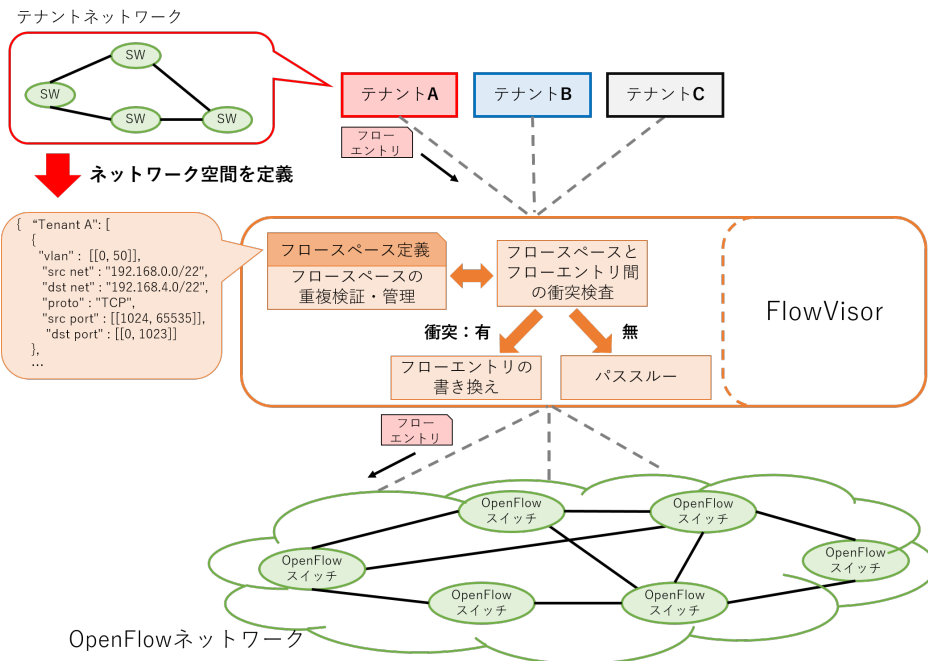 テナントネットワーク
SW
SW
SW
SW
テナントA
テナントB
テナントC
フロー
エントリ
ネットワーク空間を定義
{ “Tenant A": [
{
"vlan" : [[0, 50]],
"src net" : "192.168.0.0/22",
"dst net" : "192.168.4.0/22",
"proto" : "TCP",
"src port" : [[1024, 65535]],
"dst port" : [[0, 1023]]
},
…
フロースペース定義
フロースペースの
重複検証・管理
フロースペースと
フローエントリ間
の衝突検査
FlowVisor
衝突：有
無
フローエントリの
書き換え
パススルー
フロー
エントリ
OpenFlow
スイッチ
OpenFlow
スイッチ
OpenFlow
スイッチ
OpenFlow
スイッチ
OpenFlow
スイッチ
OpenFlow
スイッチ
OpenFlowネットワーク